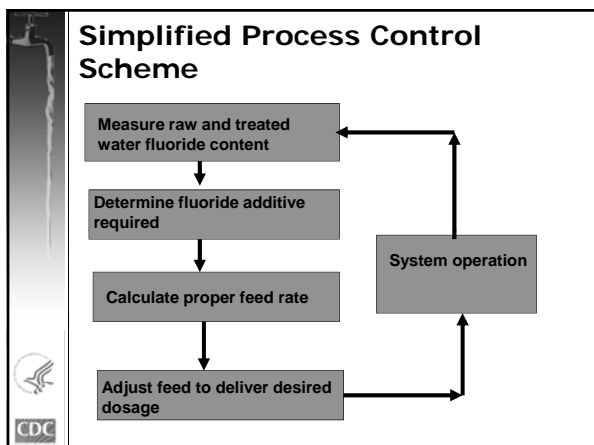 Simplified Process Control
Scheme
Measure raw and treated
water fluoride content
Determine fluoride additive
required
Calculate proper feed rate
Adjust feed to deliver desired
dosage
System operation
CDC